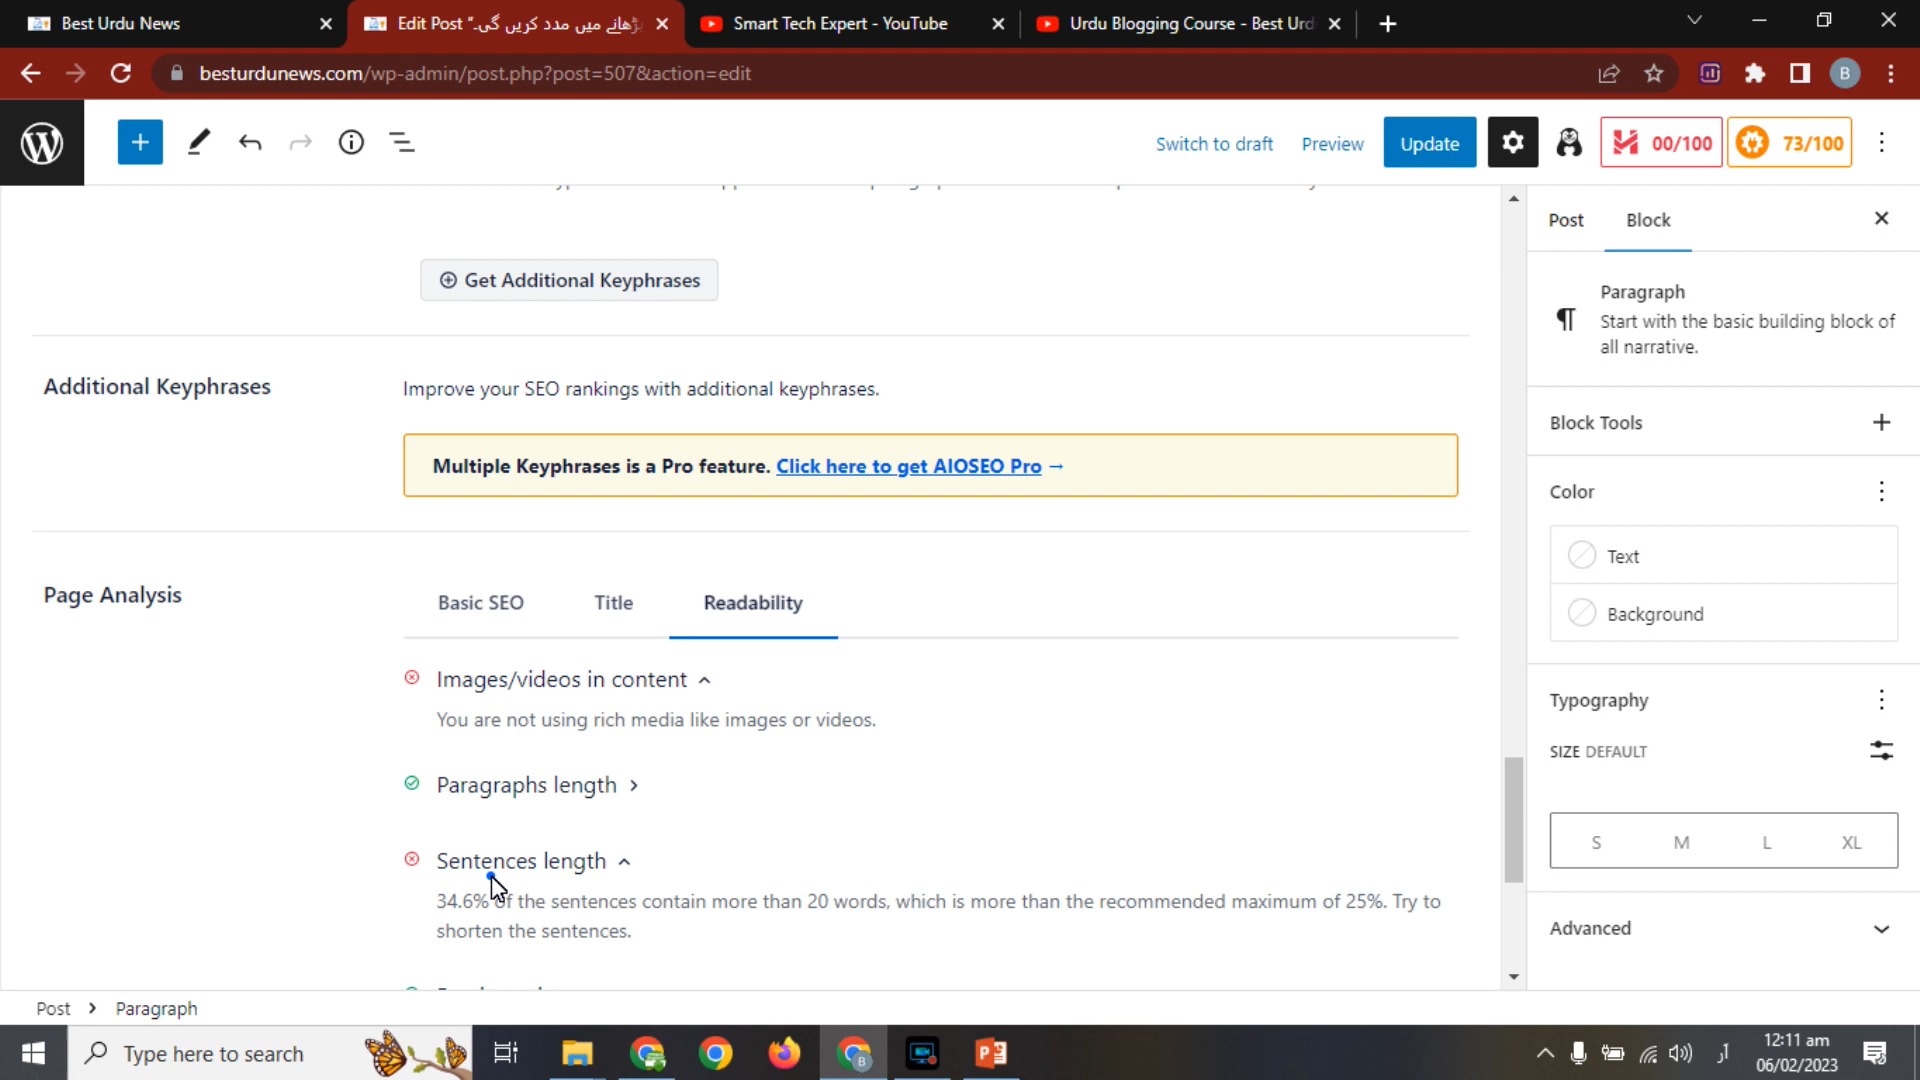 Best Urdu News
Edit Post “بڑھانے میں مدد کریں گی۔
Smart Tech Expert - YouTube
Urdu Blogging Course - Best Urd
besturdunews.com/wp-admin/post.php?post=507&action=edit
B
Switch to draft
Preview
Update
00/100
73/100
Post
Block
Get Additional Keyphrases
Paragraph
Start with the basic building block of
all narrative.
Additional Keyphrases
Improve your SEO rankings with additional keyphrases.
Block Tools
Multiple Keyphrases is a Pro feature. Click here to get AIOSEO Pro →
Color
Text
Background
Page Analysis
Basic SEO
Title
Readability
Images/videos in content
You are not using rich media like images or videos.
Typography
SIZE DEFAULT
Paragraphs length
S M L XL
Sentences length
34.6% of the sentences contain more than 20 words, which is more than the recommended maximum of 25%. Try to
shorten the sentences.
Advanced
Post > Paragraph
Type here to search
B
12:11 am
06/02/2023